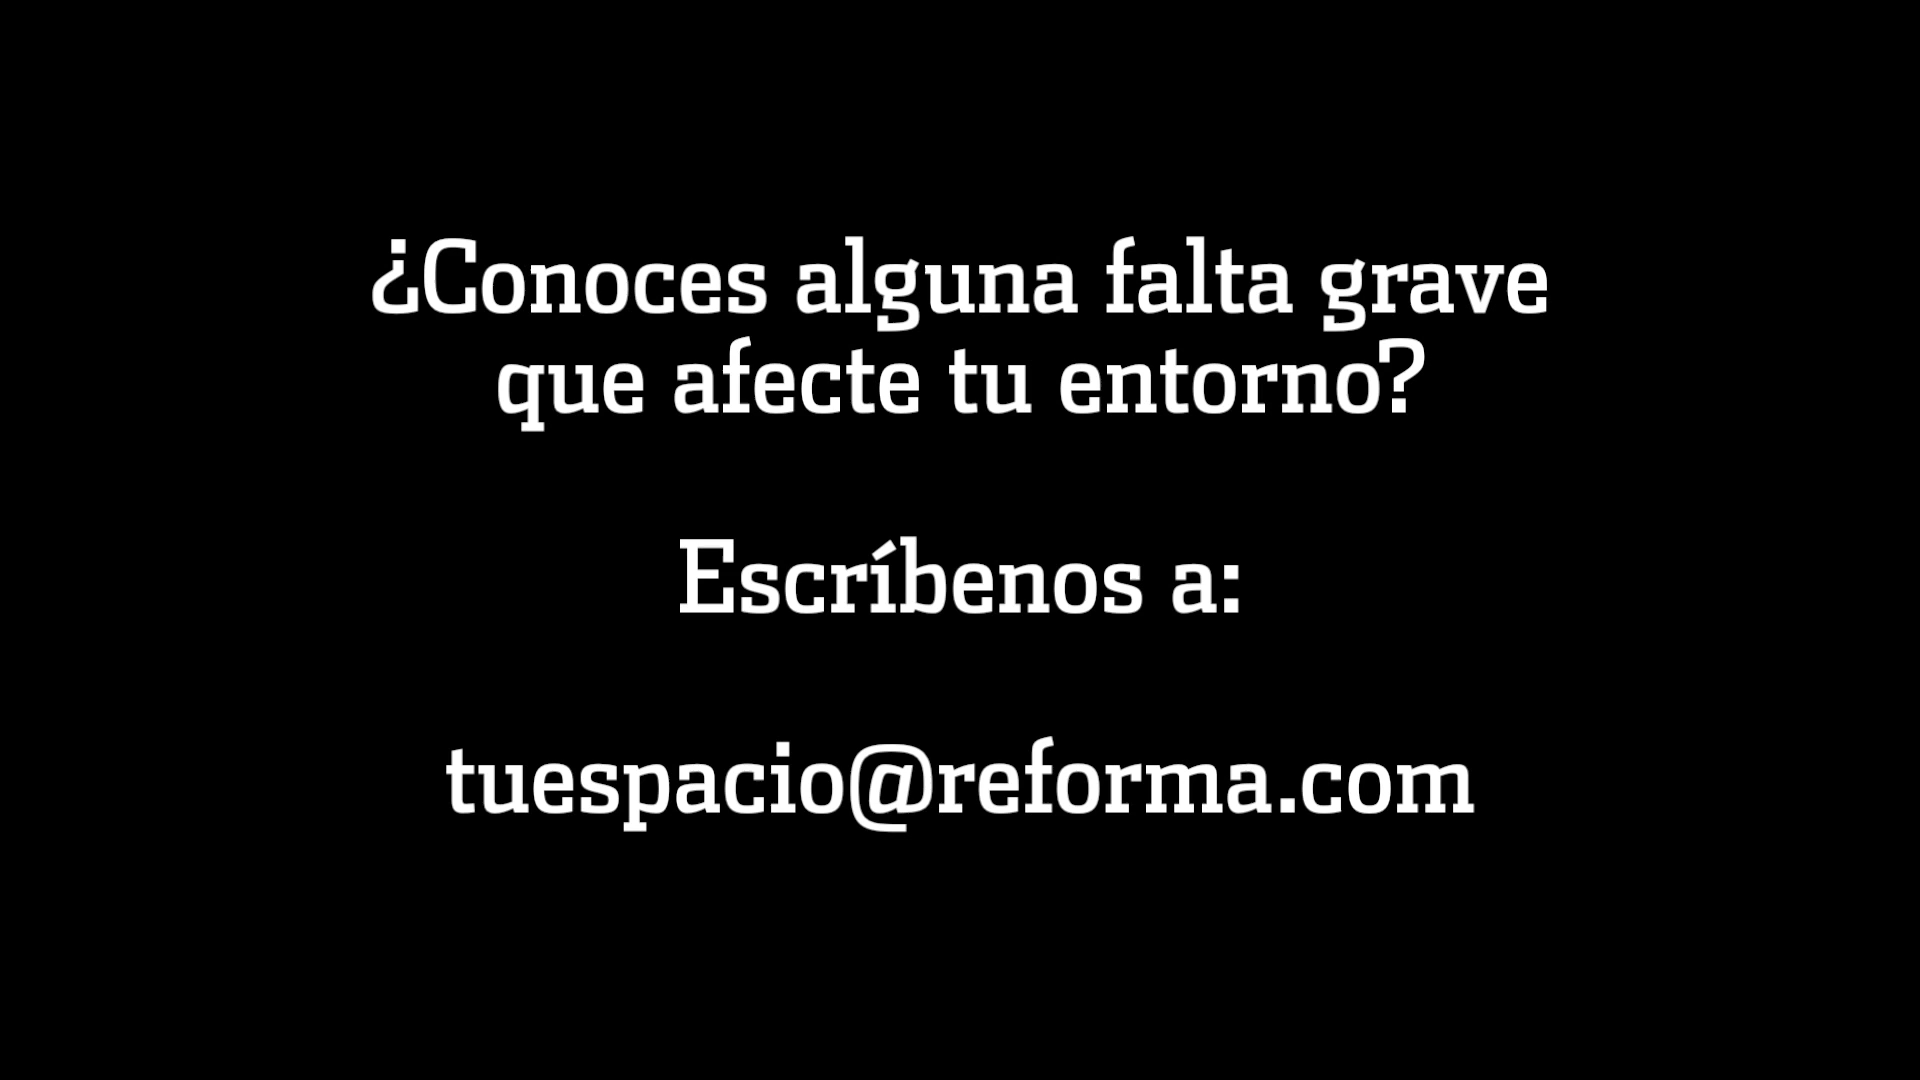 ¿Conoces alguna falta grave
que afecte tu entorno?
Escríbenos a:
tuespacio@reforma.com